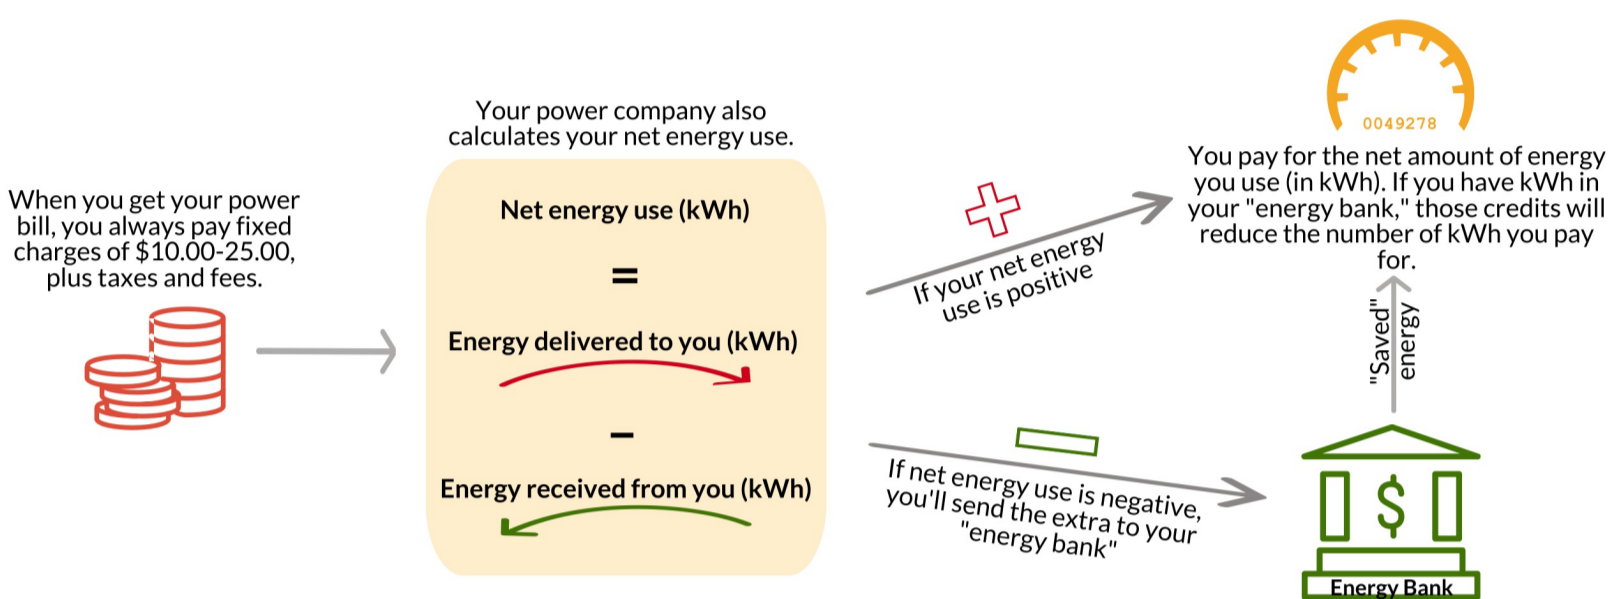 When you get your power
bill, you always pay fixed
charges of $10.00-25.00,
plus taxes and fees.
Your power company also
calculates your net energy use.
Net energy use (kWh)
=
Energy delivered to you (kWh)
–
Energy received from you (kWh)
If your net energy
use is positive
If net energy use is negative,
you'll send the extra to your
"energy bank"
0049278
You pay for the net amount of energy
you use (in kWh). If you have kWh in
your "energy bank," those credits will
reduce the number of kWh you pay
for.
"Saved"
energy
$
Energy Bank